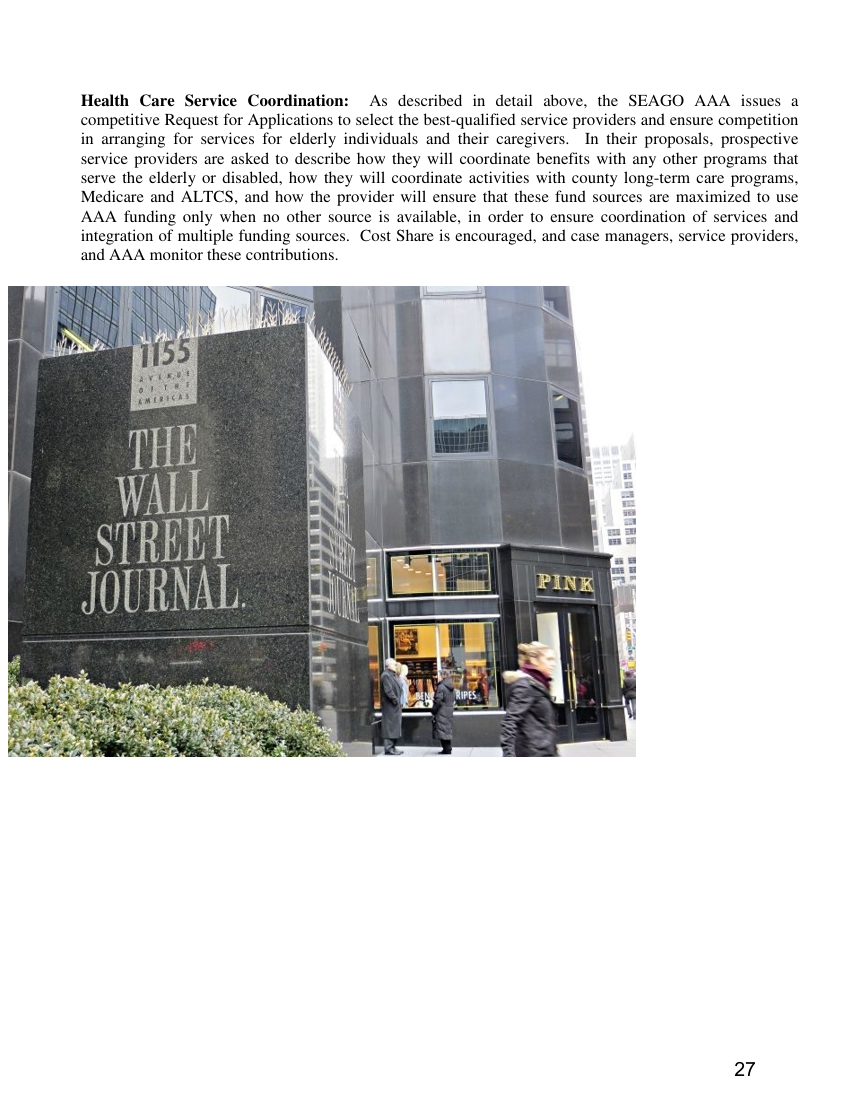 Health Care Service Coordination: As described in detail above, the SEAGO AAA issues a
competitive Request for Applications to select the best-qualified service providers and ensure competition
in arranging for services for elderly individuals and their caregivers. In their proposals, prospective
service providers are asked to describe how they will coordinate benefits with any other programs that
serve the elderly or disabled, how they will coordinate activities with county long-term care programs,
Medicare and ALTCS, and how the provider will ensure that these fund sources are maximized to use
AAA funding only when no other source is available, in order to ensure coordination of services and
integration of multiple funding sources. Cost Share is encouraged, and case managers, service providers,
and AAA monitor these contributions.
1155
AVENUE
OF THE
AMERICAS
THE
WALL
STREET
JOURNAL.
STREET
JOURNAL
PINK
27